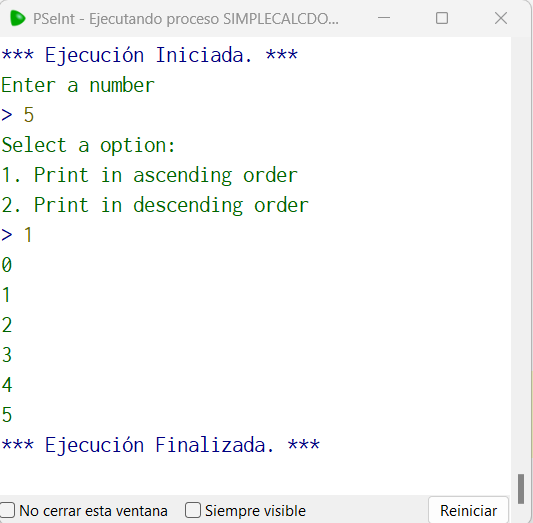 PSeInt - Ejecutando proceso SIMPLECALCDO...
*** Ejecución Iniciada. ***
Enter a number
> 5
Select a option:
1. Print in ascending order
2. Print in descending order
> 1
0
1
2
3
4
5
*** Ejecución Finalizada. ***
No cerrar esta ventana
Siempre visible
Reiniciar